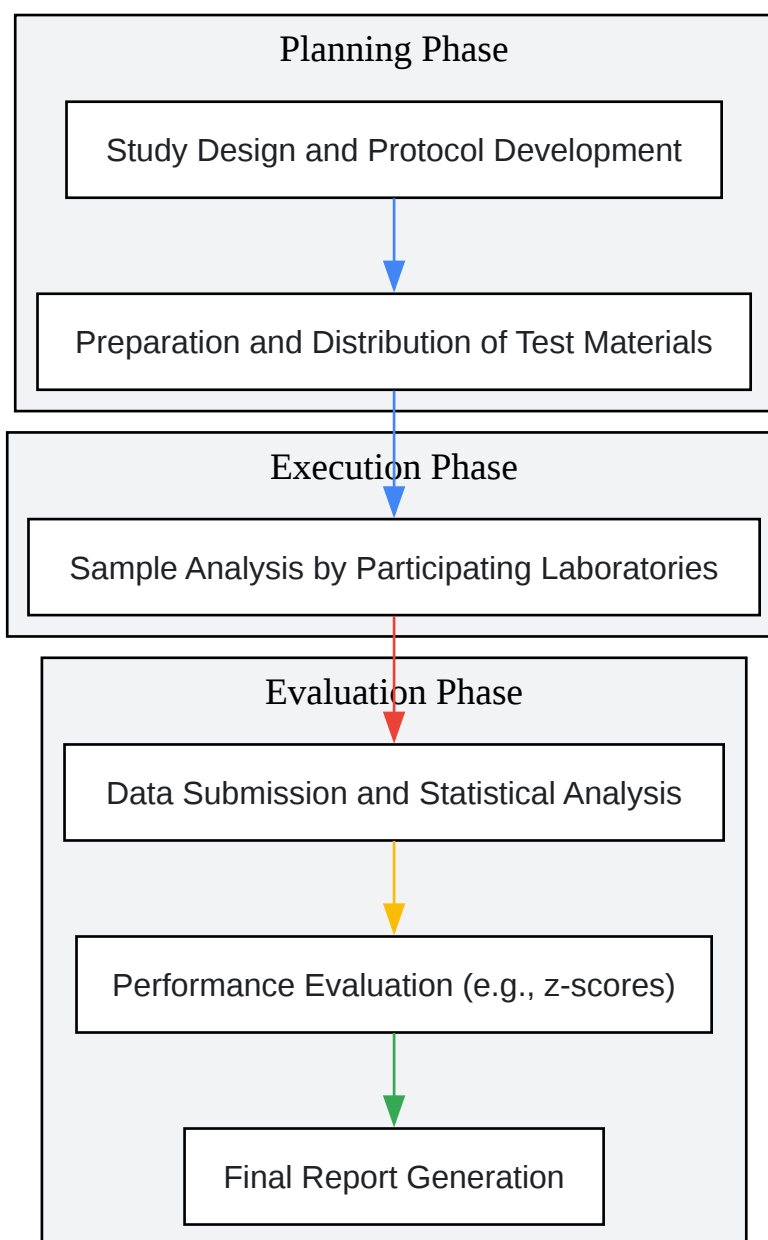 Planning Phase
Study Design and Protocol Development
Preparation and Distribution of Test Materials
Execution Phase
Sample Analysis by Participating Laboratories
Evaluation Phase
Data Submission and Statistical Analysis
Performance Evaluation (e.g., z-scores)
Final Report Generation